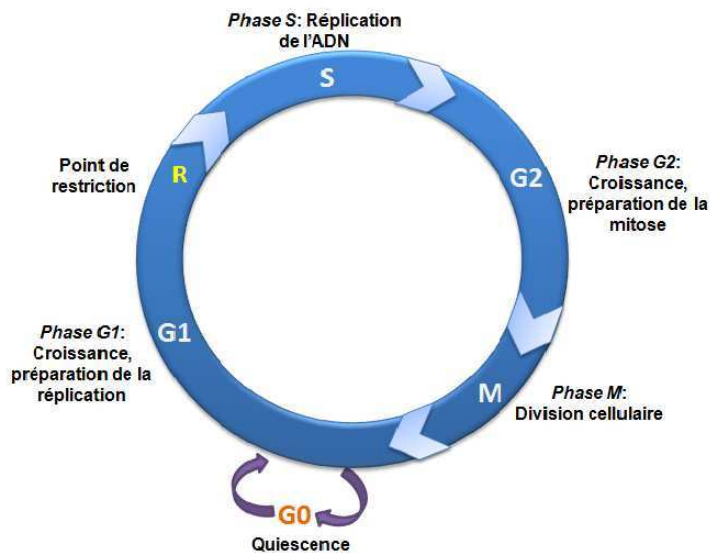 Phase S: Réplication
de l'ADN
S
Point de
restriction
R
G2
Phase G2:
Croissance,
préparation de la
mitose
Phase G1:
Croissance,
préparation de la
réplication
G1
M
Phase M:
Division cellulaire
G0
Quiescence